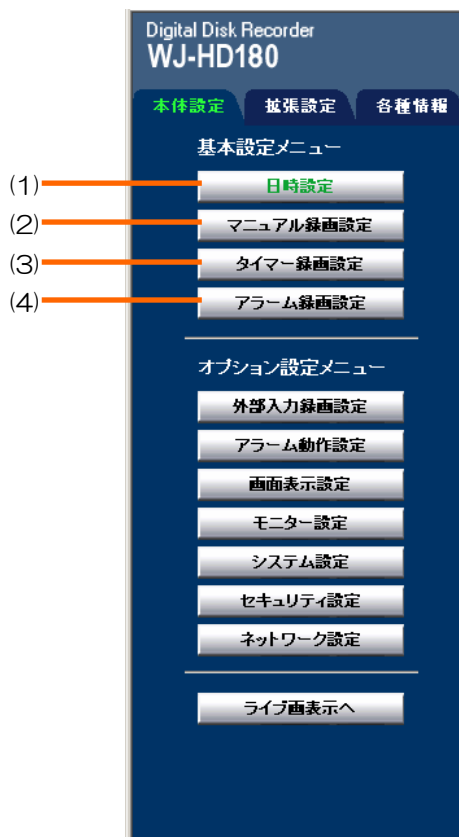 Digital Disk Recorder
WJ-HD180
本体設定 拡張設定 各種情報
基本設定メニュー
(1) 日時設定
(2) マニュアル録画設定
(3) タイマー録画設定
(4) アラーム録画設定
オプション設定メニュー
外部入力録画設定
アラーム動作設定
画面表示設定
モニター設定
システム設定
セキュリティ設定
ネットワーク設定
ライブ画表示へ